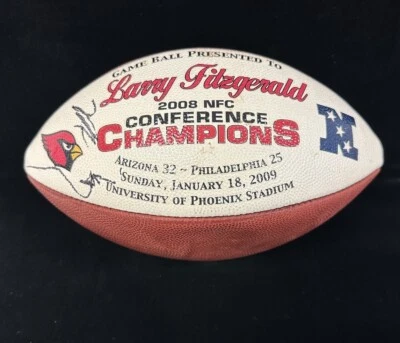 GAME BALL PRESENTED TO
Larry Fitzgerald
2008 NFC
CONFERENCE
CHAMPIONS
ARIZONA 32 ~ PHILADELPHIA 25
SUNDAY, JANUARY 18, 2009
UNIVERSITY OF PHOENIX STADIUM
N